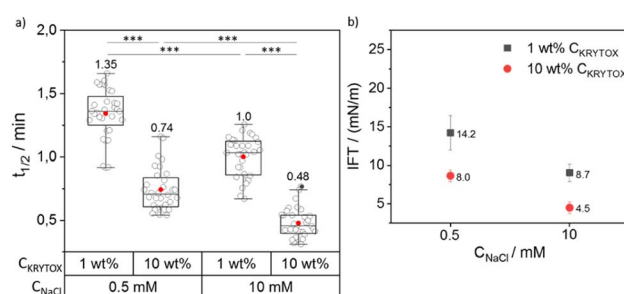 a)
***
***
***
***
1.35
0.74
1.0
0.48
1,5
1,0
0,5
t1/2 / min
CKRYTOX
1 wt%
10 wt%
1 wt%
10 wt%
CNaCl
0.5 mM
10 mM
b)
1 wt% CKRYTOX
10 wt% CKRYTOX
25
20
15
10
5
IFT / (mN/m)
14.2
8.0
8.7
4.5
0.5
10
CNaCl / mM